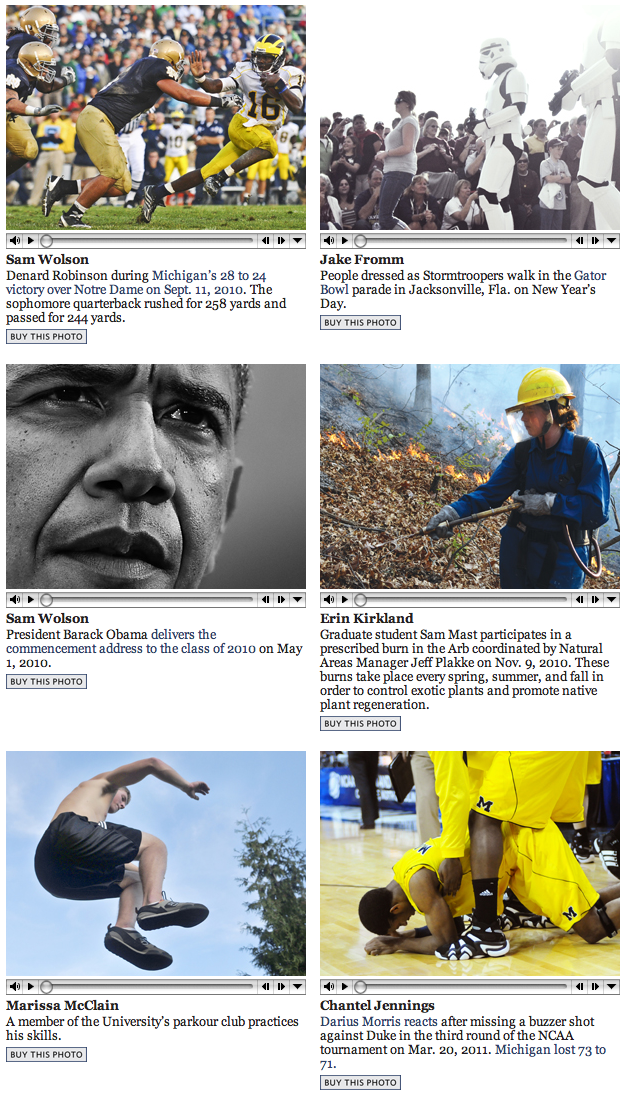 16
10
8
Sam Wolson
Denard Robinson during Michigan's 28 to 24
victory over Notre Dame on Sept. 11, 2010. The
sophomore quarterback rushed for 258 yards and
passed for 244 yards.
BUY THIS PHOTO
Jake Fromm
People dressed as Stormtroopers walk in the Gator
Bowl parade in Jacksonville, Fla. on New Year's
Day.
BUY THIS PHOTO
Sam Wolson
President Barack Obama delivers the
commencement address to the class of 2010 on May
1, 2010.
BUY THIS PHOTO
Erin Kirkland
Graduate student Sam Mast participates in a
prescribed burn in the Arb coordinated by Natural
Areas Manager Jeff Plakke on Nov. 9, 2010. These
burns take place every spring, summer, and fall in
order to control exotic plants and promote native
plant regeneration.
BUY THIS PHOTO
M
M
adidas
Marissa McClain
A member of the University's parkour club practices
his skills.
BUY THIS PHOTO
Chantel Jennings
Darius Morris reacts after missing a buzzer shot
against Duke in the third round of the NCAA
tournament on Mar. 20, 2011. Michigan lost 73 to
71.
BUY THIS PHOTO